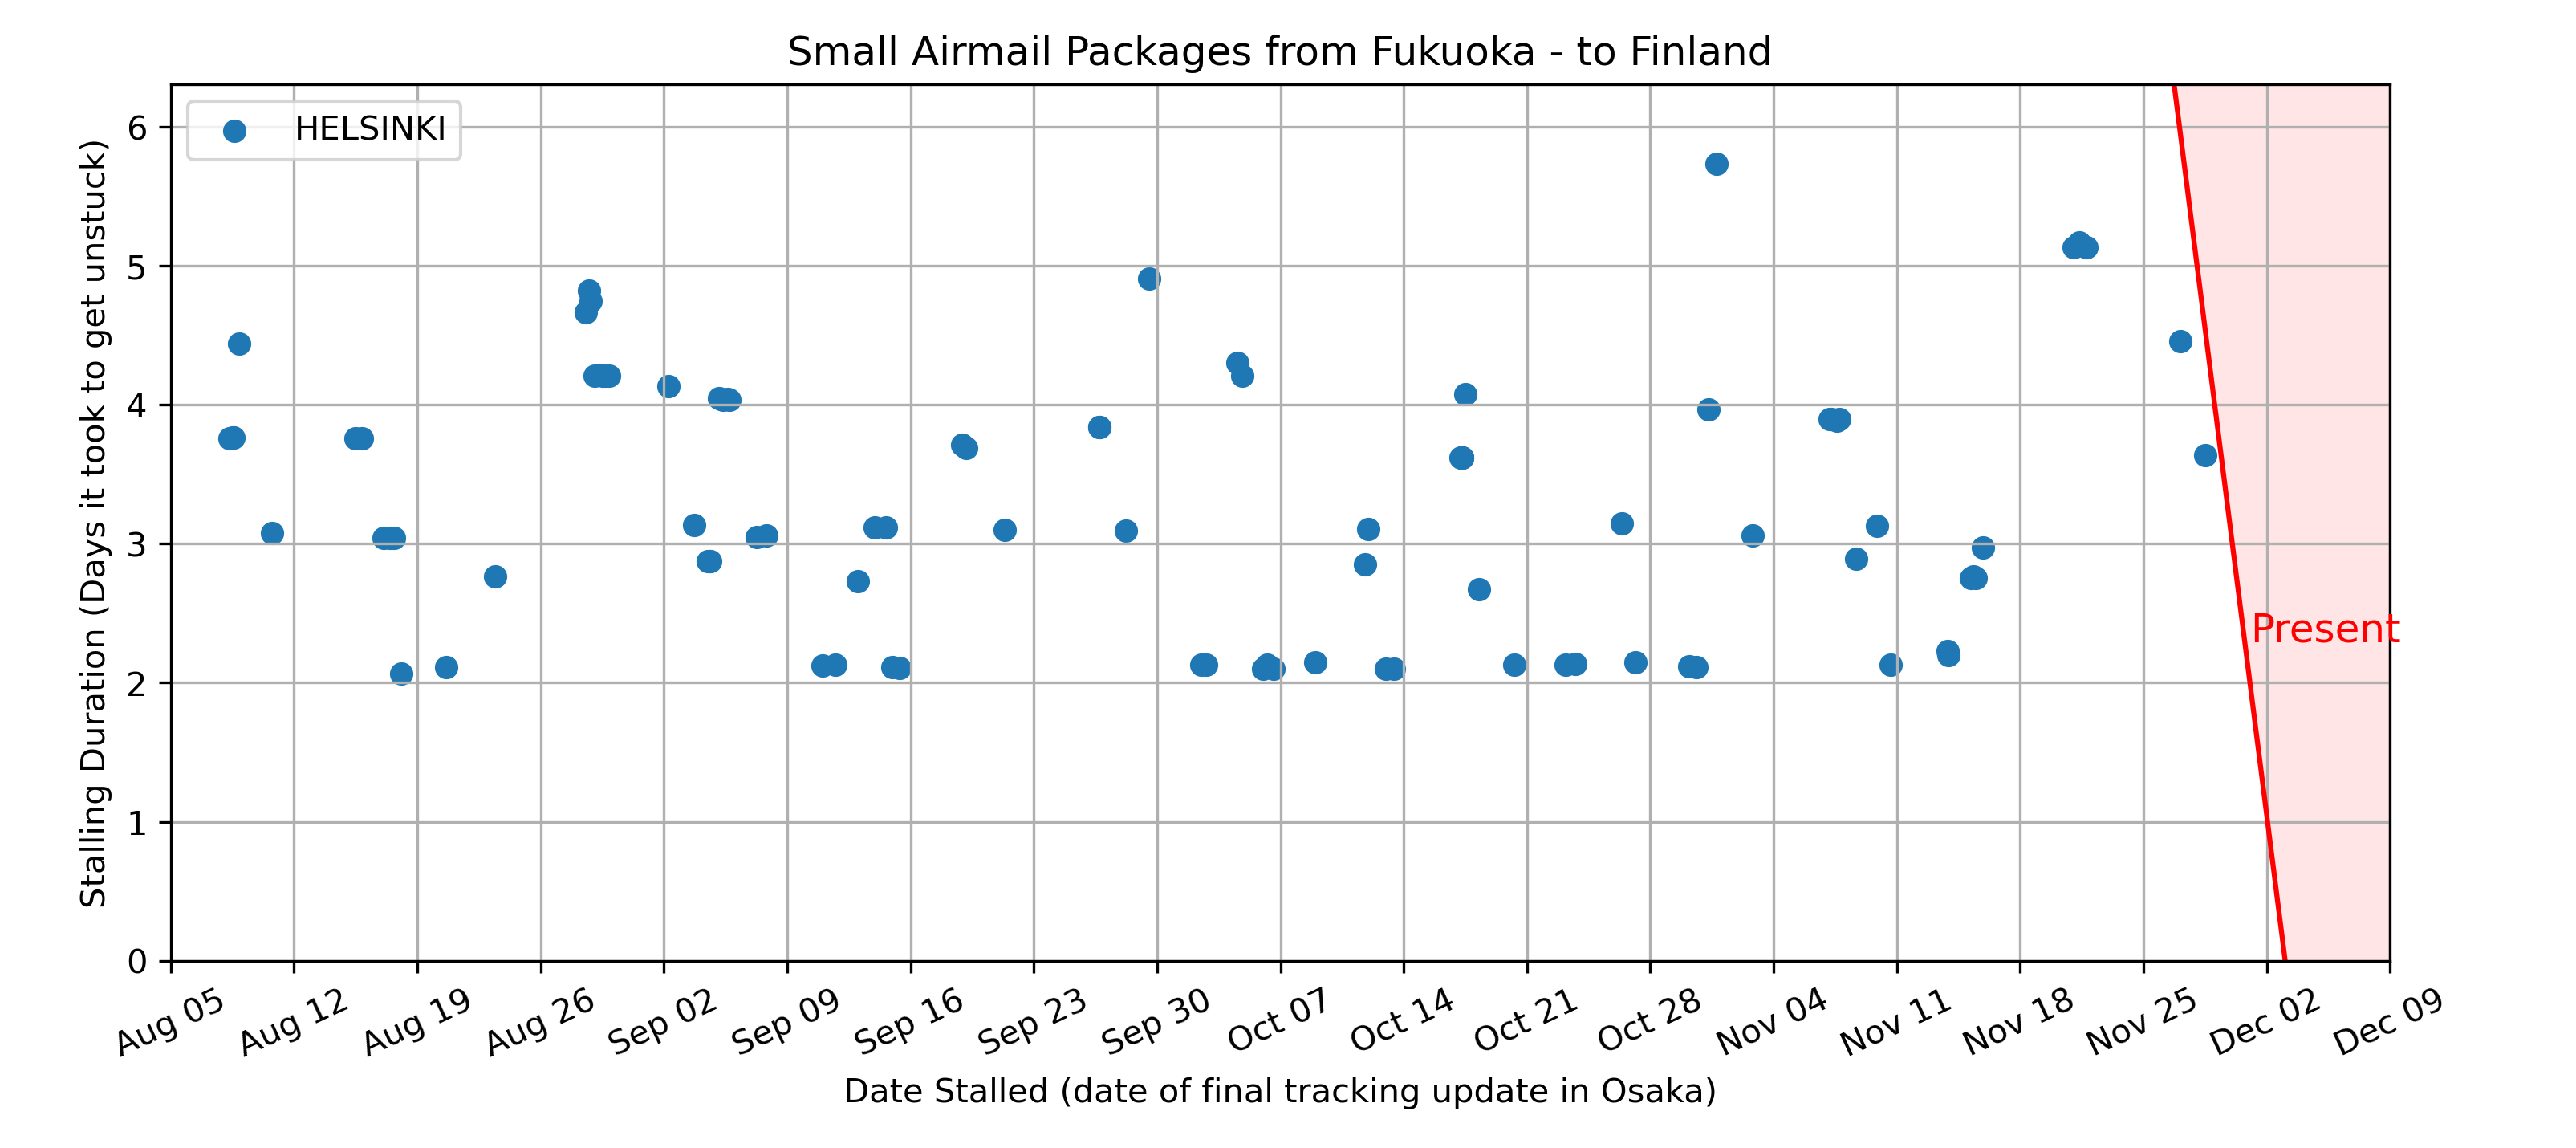 Small Airmail Packages from Fukuoka - to Finland
HELSINKI
Stalling Duration (Days it took to get unstuck)
6
5
4
3
2
1
0
Present
Aug 05
Aug 12
Aug 19
Aug 26
Sep 02
Sep 09
Sep 16
Sep 23
Sep 30
Oct 07
Oct 14
Oct 21
Oct 28
Nov 04
Nov 11
Nov 18
Nov 25
Dec 02
Dec 09
Date Stalled (date of final tracking update in Osaka)